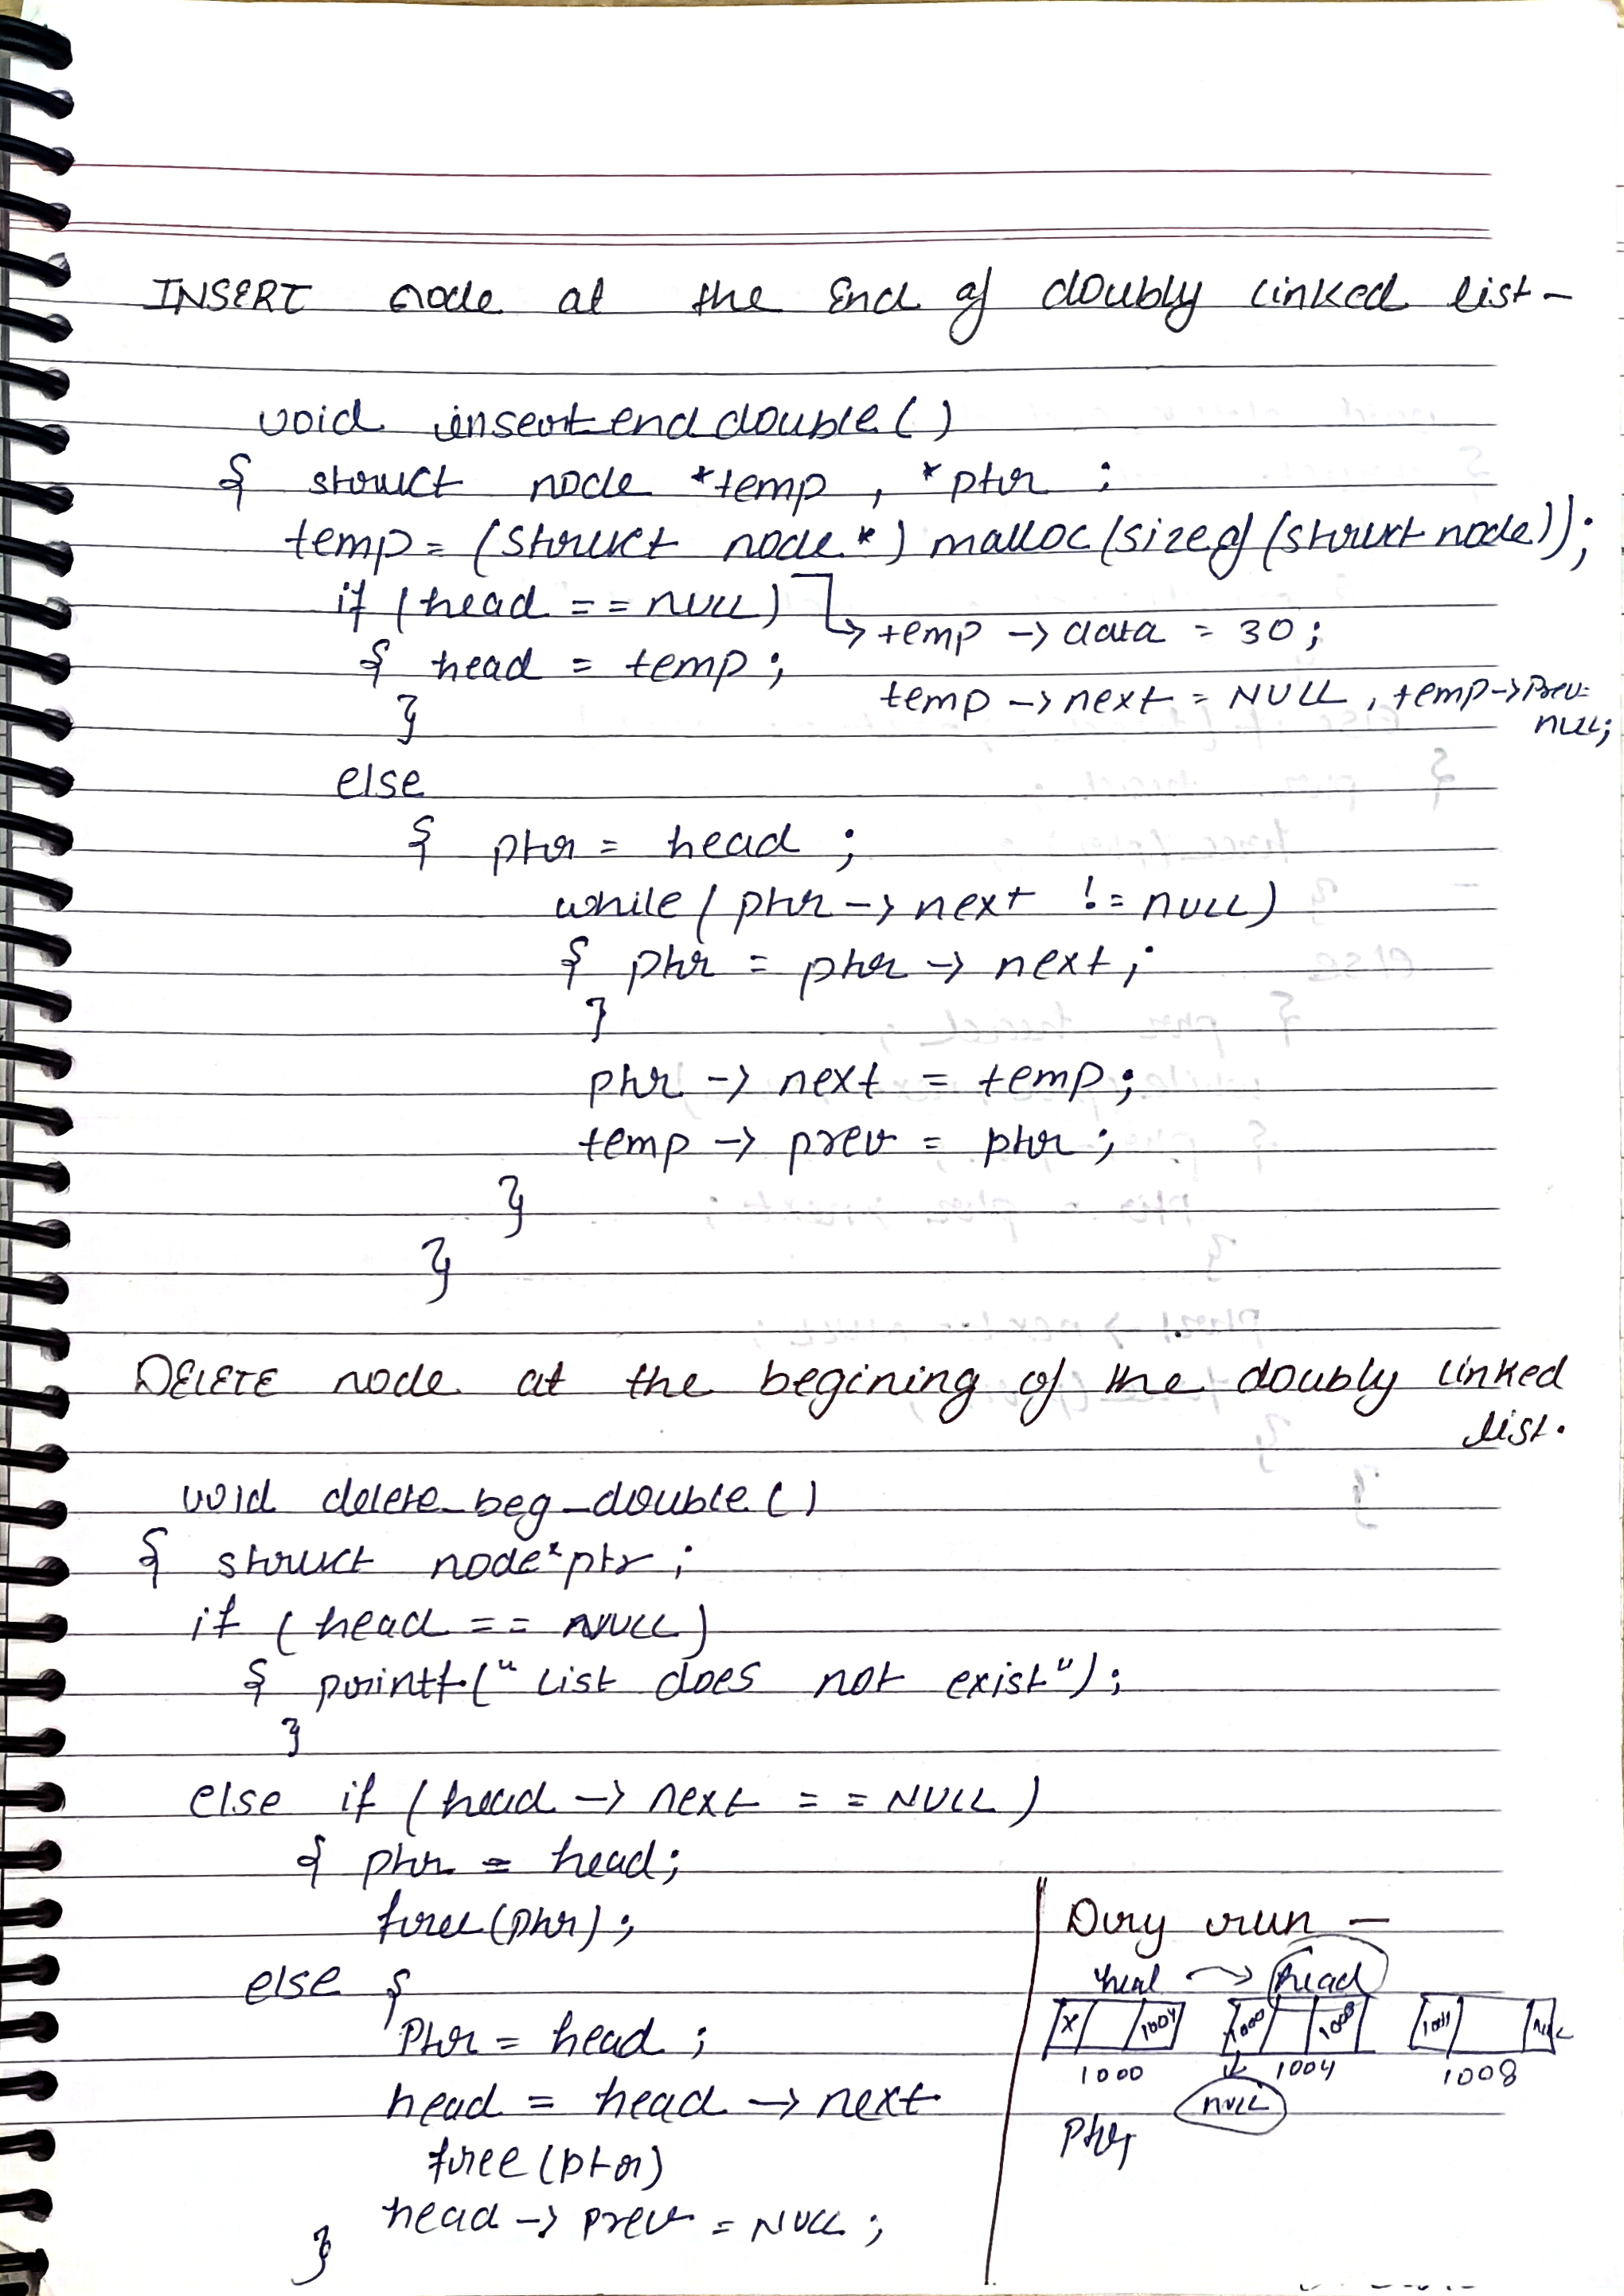 INSERT node at the End of doubly linked list -
void insert end double ( )
{ struct node *temp , *ptr ;
temp = (struct node *) malloc (sizeof (struct node));
if (head == NULL)
→ temp -> data = 30 ;
{ head = temp ;
temp -> next = NULL , temp -> Prev =
NULL;
}
else
{ ptr = head ;
while ( ptr -> next != NULL)
{ ptr = ptr -> next ;
}
ptr -> next = temp ;
temp -> prev = ptr ;
}
}
DELETE node at the begining of the doubly linked
list.
void delete_beg_double ( )
{ struct node *ptr ;
if ( head == NULL)
{ printf (" List does not exist ") ;
}
else if ( head -> next == NULL )
{ ptr = head ;
free (ptr) ;
else {
Ptr = head ;
head = head -> next
free (ptr)
head -> prev = NULL ;
}
Dry run -
head → head
X 1004 1000 1008 1004 NULL
1000 1004 1008
NULL
Ptr